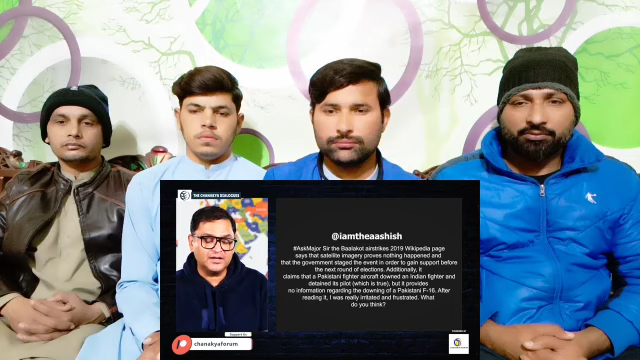 THE CHANAKYA DIALOGUES
@iamtheaashish
#AskMajor Sir the Baalakot airstrikes 2019 Wikipedia page
says that satellite imagery proves nothing happened and
that the government staged the event in order to gain support before
the next round of elections. Additionally, it
claims that a Pakistani fighter aircraft downed an Indian fighter and
detained its pilot (which is true), but it provides
no information regarding the downing of a Pakistani F-16. After
reading it, I was really irritated and frustrated. What
do you think?
Support Us
chanakyaforum